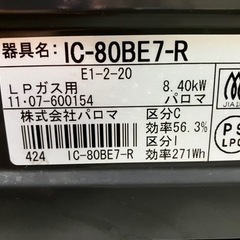 器具名: IC-80BE7-R
E1-2-20
LPガス用 8.40kW
11·07-600154 パロマ
株式会社パロマ 区分C
効率56.3%
区分I
424 IC-80BE7-R 効率271Wh
JIA
PS
LPG